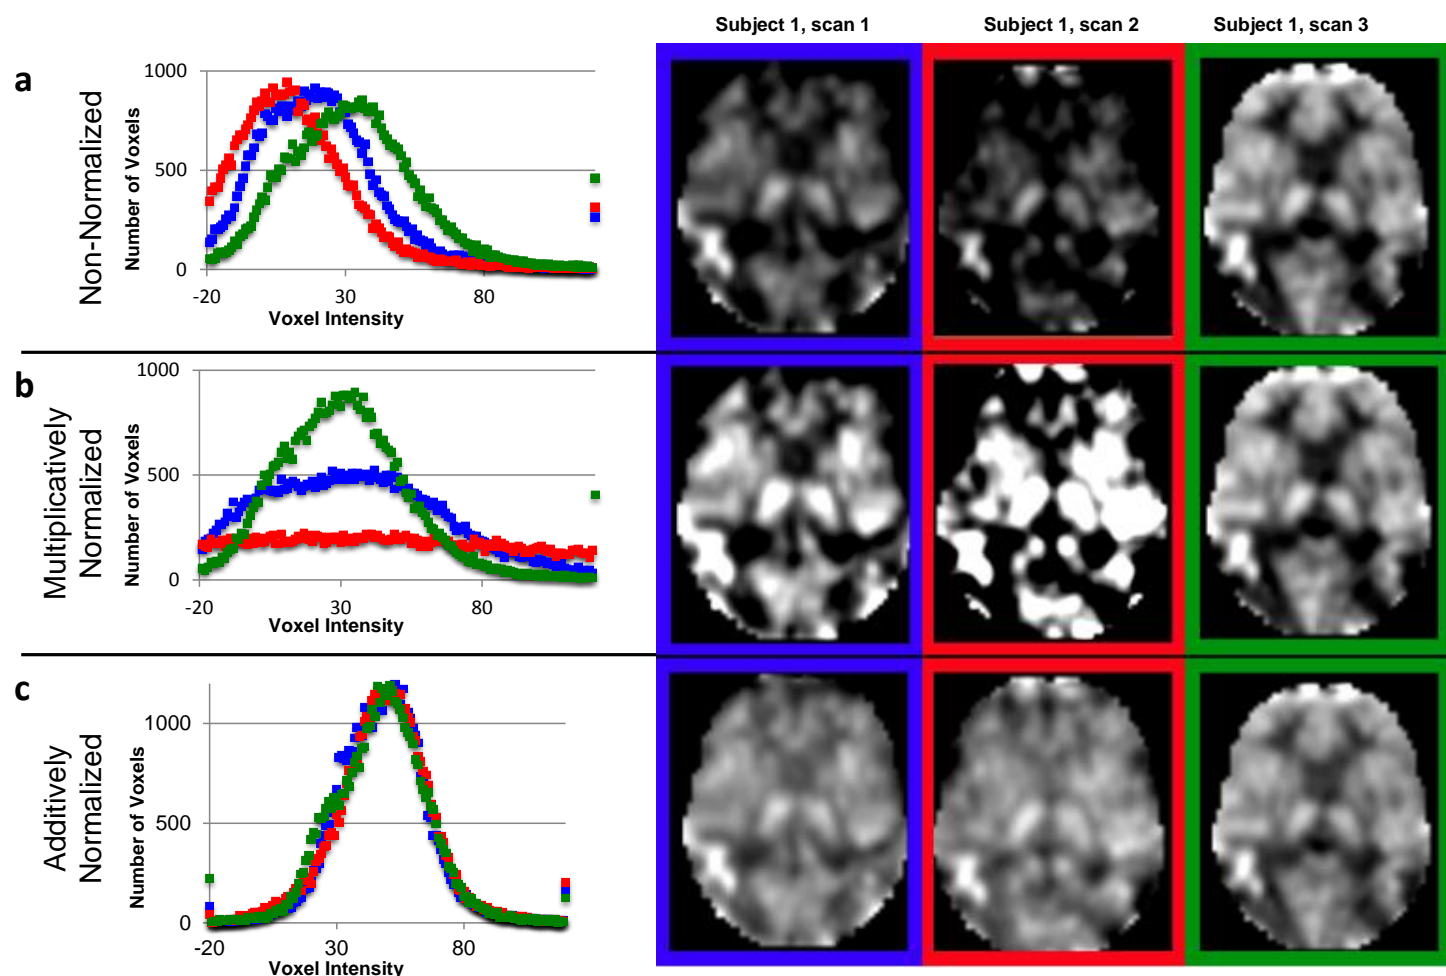 Subject 1, scan 1
Subject 1, scan 2
Subject 1, scan 3
a
Non-Normalized
Number of Voxels
1000
500
0
-20
30
80
Voxel Intensity
b
Multiplicatively
Normalized
Number of Voxels
1000
500
0
-20
30
80
Voxel Intensity
c
Additively
Normalized
Number of Voxels
1000
500
0
-20
30
80
Voxel Intensity